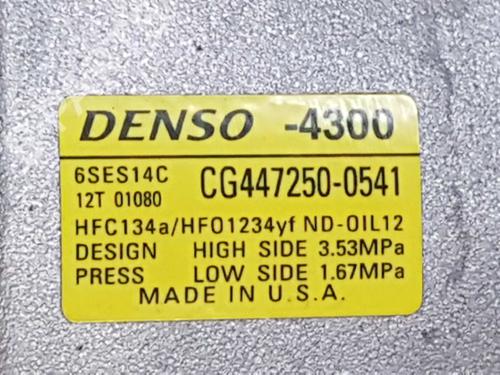 DENSO -4300
6SES14C CG447250-0541
12T 01080
HFC134a/HFO1234yf ND-OIL12
DESIGN HIGH SIDE 3.53MPa
PRESS LOW SIDE 1.67MPa
MADE IN U.S.A.